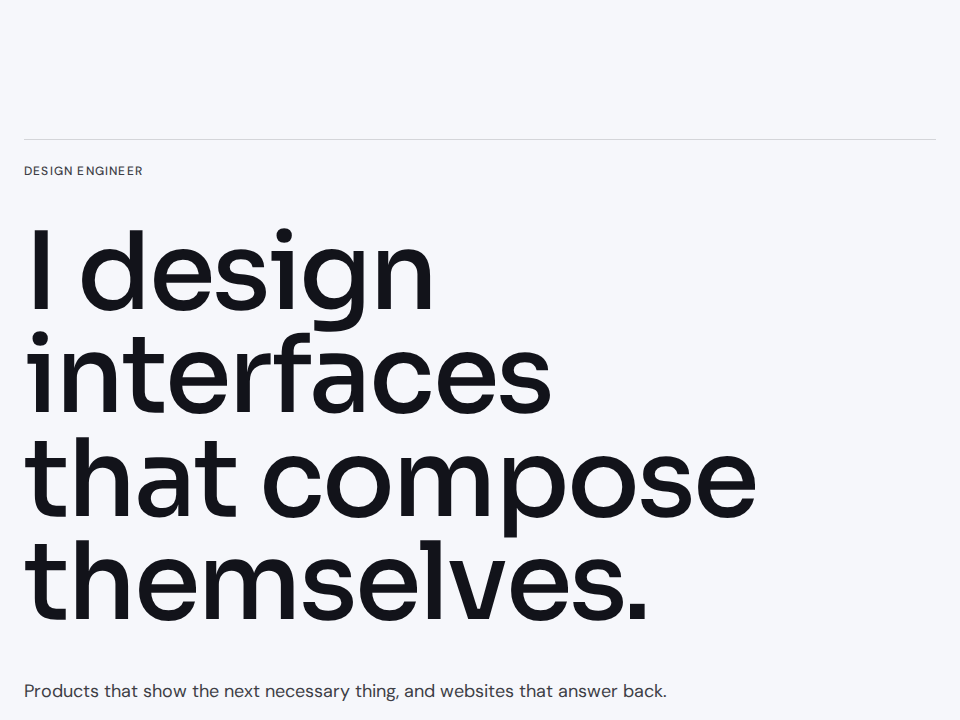 DESIGN ENGINEER
I design
interfaces
that compose
themselves.
Products that show the next necessary thing, and websites that answer back.